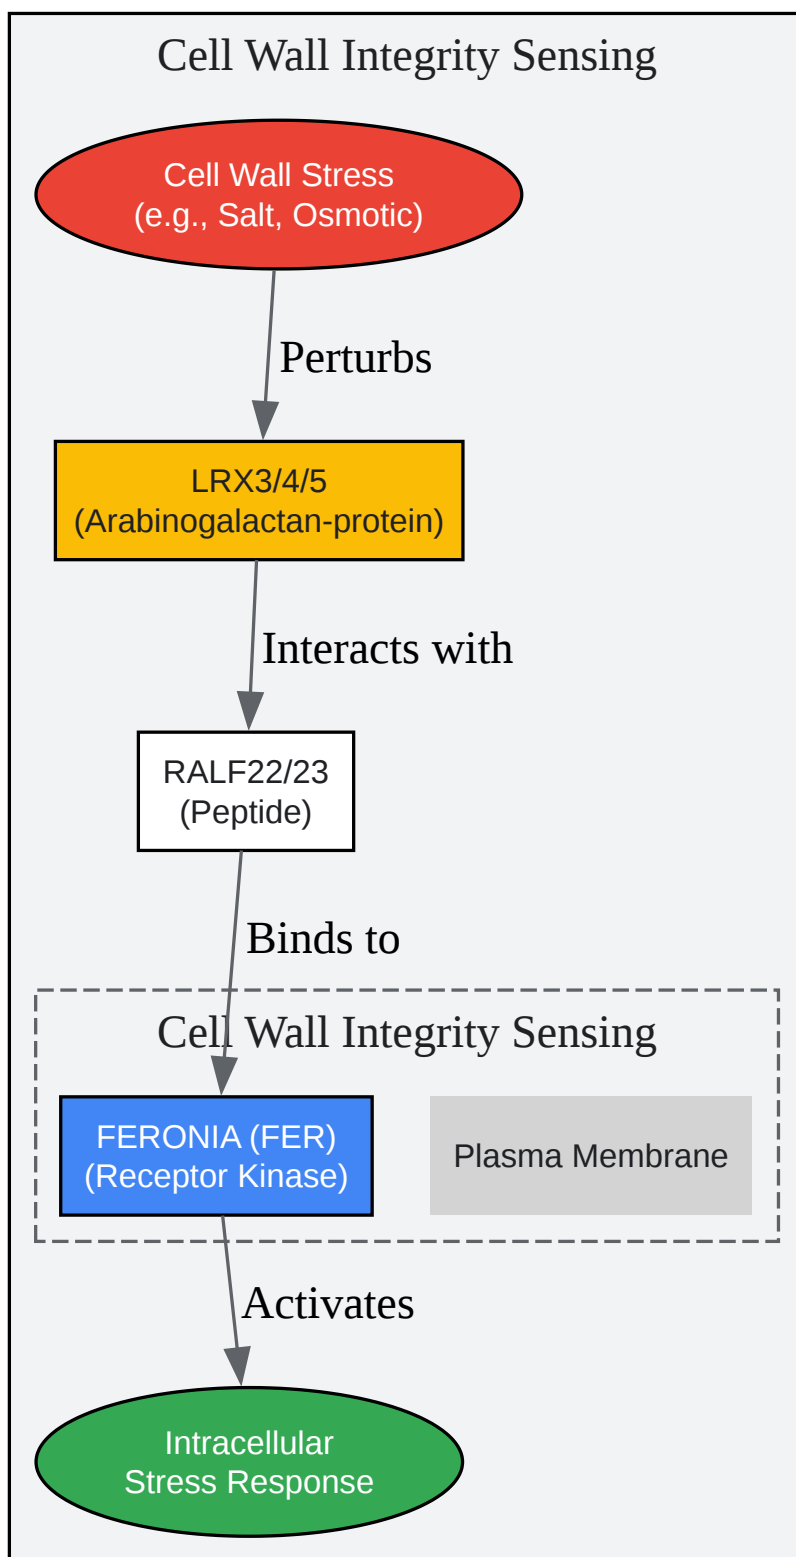 Cell Wall Integrity Sensing
Cell Wall Stress
(e.g., Salt, Osmotic)
Perturbs
LRX3/4/5
(Arabinogalactan-protein)
Interacts with
RALF22/23
(Peptide)
Binds to
Cell Wall Integrity Sensing
FERONIA (FER)
(Receptor Kinase)
Plasma Membrane
Activates
Intracellular
Stress Response